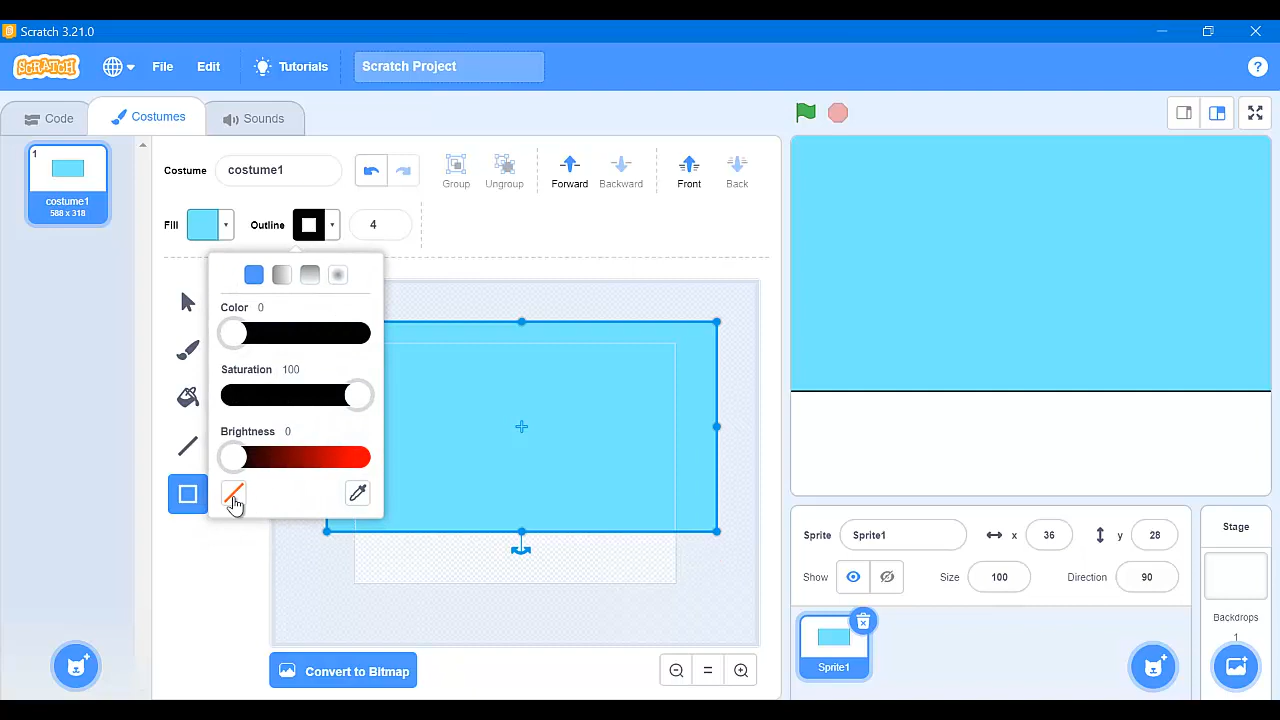 Scratch 3.21.0
SCRATCH
File
Edit
Tutorials
Scratch Project
?
Code
Costumes
Sounds
1
costume1
588 x 318
Costume
costume1
Group
Ungroup
Forward
Backward
Front
Back
Fill
Outline
4
Color 0
Saturation 100
Brightness 0
Convert to Bitmap
=
Sprite
Sprite1
x
36
y
28
Show
Size
100
Direction
90
Sprite1
Stage
Backdrops
1